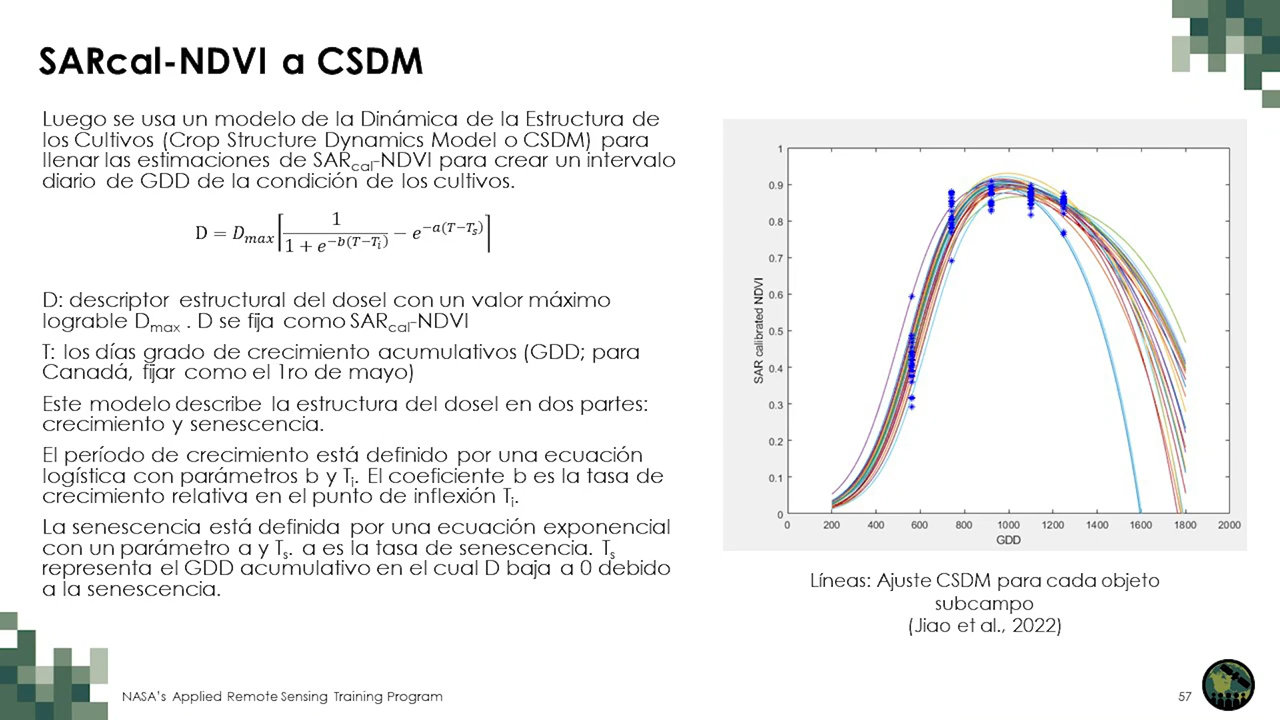 SARcal-NDVI a CSDM
Luego se usa un modelo de la Dinámica de la Estructura de
los Cultivos (Crop Structure Dynamics Model o CSDM) para
llenar las estimaciones de SARcal-NDVI para crear un intervalo
diario de GDD de la condición de los cultivos.
D = D_{max}[\frac{1}{1 + e^{-b(T-T_i)}} - e^{-a(T-T_s)}]
D: descriptor estructural del dosel con un valor máximo
lograble Dmax . D se fija como SARcal-NDVI
T: los días grado de crecimiento acumulativos (GDD; para
Canadá, fijar como el 1ro de mayo)
Este modelo describe la estructura del dosel en dos partes:
crecimiento y senescencia.
El período de crecimiento está definido por una ecuación
logística con parámetros b y Ti. El coeficiente b es la tasa de
crecimiento relativa en el punto de inflexión Ti.
La senescencia está definida por una ecuación exponencial
con un parámetro a y Ts. a es la tasa de senescencia. Ts
representa el GDD acumulativo en el cual D baja a 0 debido
a la senescencia.
SAR calibrated NDVI
1
0.9
0.8
0.7
0.6
0.5
0.4
0.3
0.2
0.1
0
0 200 400 600 800 1000 1200 1400 1600 1800 2000
GDD
Líneas: Ajuste CSDM para cada objeto
subcampo
(Jiao et al., 2022)
NASA's Applied Remote Sensing Training Program
57